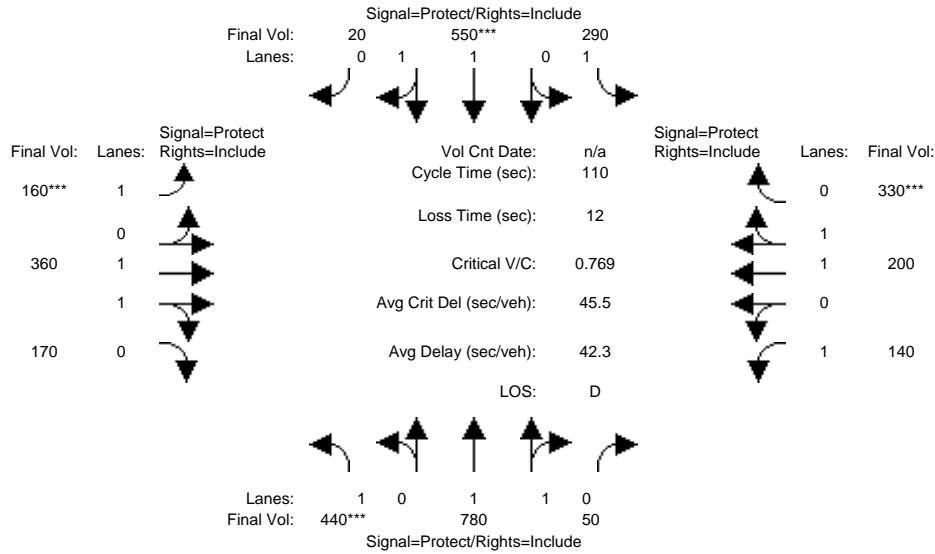 Signal=Protect/Rights=Include
Final Vol: 20 550*** 290
Lanes: 0 1 1 0 1
Signal=Protect Signal=Protect
Final Vol: Lanes: Rights=Include Vol Cnt Date: n/a Rights=Include Lanes: Final Vol:
Cycle Time (sec): 110
160*** 1 0 330***
Loss Time (sec): 12
0 1
360 1 Critical V/C: 0.769 1 200
1 Avg Crit Del (sec/veh): 45.5 0
170 0 Avg Delay (sec/veh): 42.3 1 140
LOS: D
Lanes: 1 0 1 1 0
Final Vol: 440*** 780 50
Signal=Protect/Rights=Include